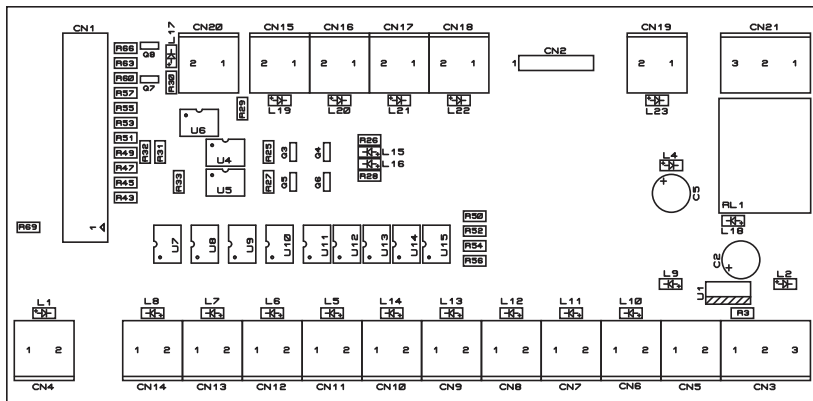 CN1
L17
CN20
CN15
CN16
CN17
CN18
CN2
CN19
CN21
R66
Q8
R63
R60
Q7
R30
2 1
2 1
2 1
2 1
2 1
1
2 1
3 2 1
R57
R55
R53
R51
R49
R47
R45
R43
R29
L19
L20
L21
L22
L23
U6
R32
R31
U4
R25
Q3
Q4
R26
L15
L16
R28
R33
U5
R27
Q5
Q6
L4
C5
RL1
L18
1
R69
U7
U8
U9
U10
U11
U12
U13
U14
U15
R50
R52
R54
R56
C2
L9
U1
L2
R3
L1
L8
L7
L6
L5
L14
L13
L12
L11
L10
1 2
1 2
1 2
1 2
1 2
1 2
1 2
1 2
1 2
1 2
1 2
1 2 3
CN4
CN14
CN13
CN12
CN11
CN10
CN9
CN8
CN7
CN6
CN5
CN3